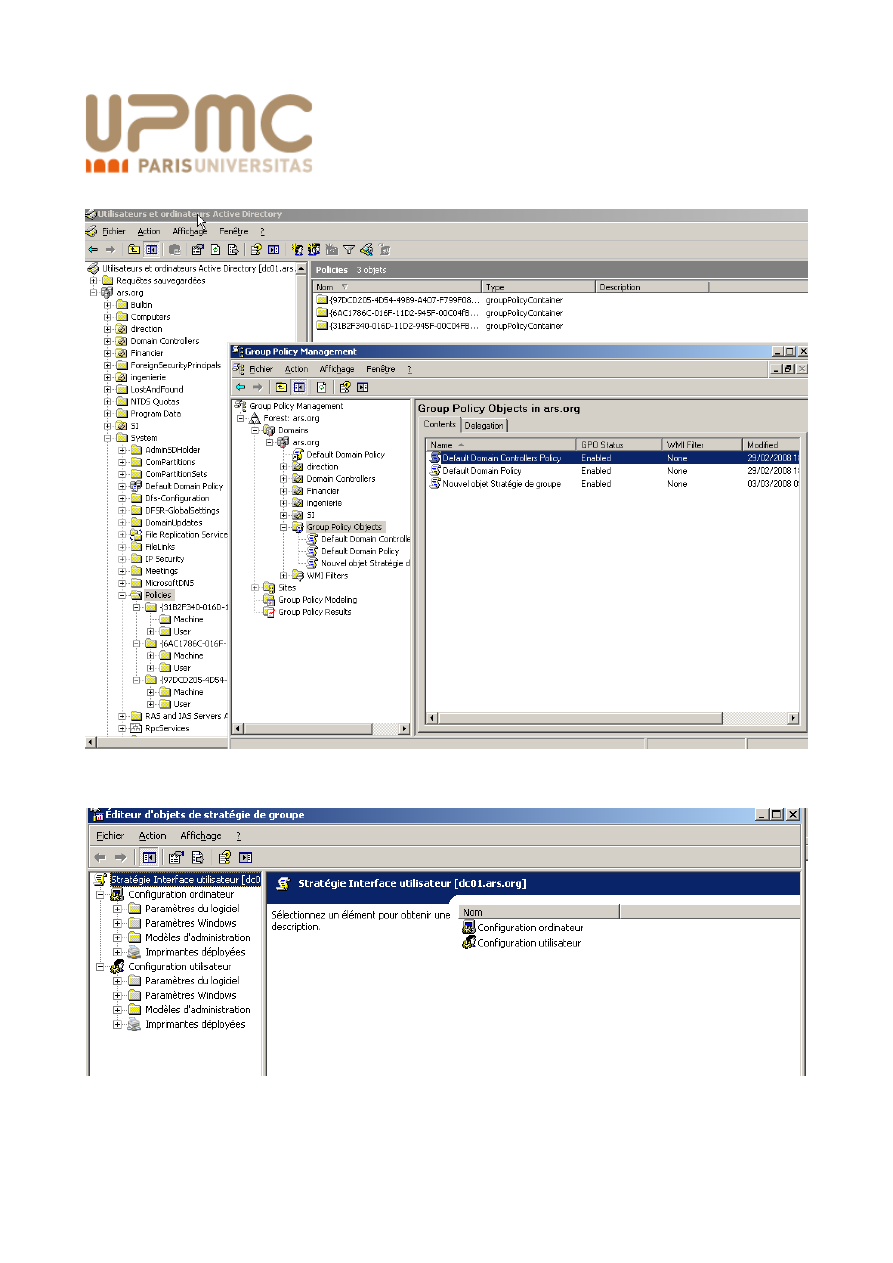 UPMC
PARISUNIVERSITAS
Utilisateurs et ordinateurs Active Directory
Fichier Action Affichage Fenêtre ?
Utilisateurs et ordinateurs Active Directory [dc01.ars.
Requêtes sauvegardées
ars.org
Builtin
Computers
direction
Domain Controllers
Financier
ForeignSecurityPrincipals
ingenierie
LostAndFound
NTDS Quotas
Program Data
SI
System
AdminSDHolder
ComPartitions
ComPartitionSets
Default Domain Policy
Dfs-Configuration
DFSR-GlobalSettings
DomainUpdates
File Replication Service
FileLinks
IP Security
Meetings
MicrosoftDNS
Policies
{31B2F340-016D-1
Machine
User
{6AC1786C-016F-
Machine
User
{97DCD205-4D54-
Machine
User
RAS and IAS Servers A
RpcServices
Policies 3 objets
Nom Type Description
{97DCD205-4D54-4989-A4D7-F799F08... groupPolicyContainer
{6AC1786C-016F-11D2-945F-00C04fB... groupPolicyContainer
{31B2F340-016D-11D2-945F-00C04FB... groupPolicyContainer
Group Policy Management
Fichier Action Affichage Fenêtre ?
Group Policy Management
Forest: ars.org
Domains
ars.org
Default Domain Policy
direction
Domain Controllers
Financier
ingenierie
SI
Group Policy Objects
Default Domain Controlle
Default Domain Policy
Nouvel objet Stratégie d
WMI Filters
Sites
Group Policy Modeling
Group Policy Results
Group Policy Objects in ars.org
Contents Delegation
Name GPO Status WMI Filter Modified
Default Domain Controllers Policy Enabled None 29/02/2008 1
Default Domain Policy Enabled None 29/02/2008 1
Nouvel objet Stratégie de groupe Enabled None 03/03/2008 0
Éditeur d'objets de stratégie de groupe
Fichier Action Affichage ?
Stratégie Interface utilisateur [dc0
Configuration ordinateur
Paramètres du logiciel
Paramètres Windows
Modèles d'administration
Imprimantes déployées
Configuration utilisateur
Paramètres du logiciel
Paramètres Windows
Modèles d'administration
Imprimantes déployées
Stratégie Interface utilisateur [dc01.ars.org]
Sélectionnez un élément pour obtenir une
description.
Nom
Configuration ordinateur
Configuration utilisateur